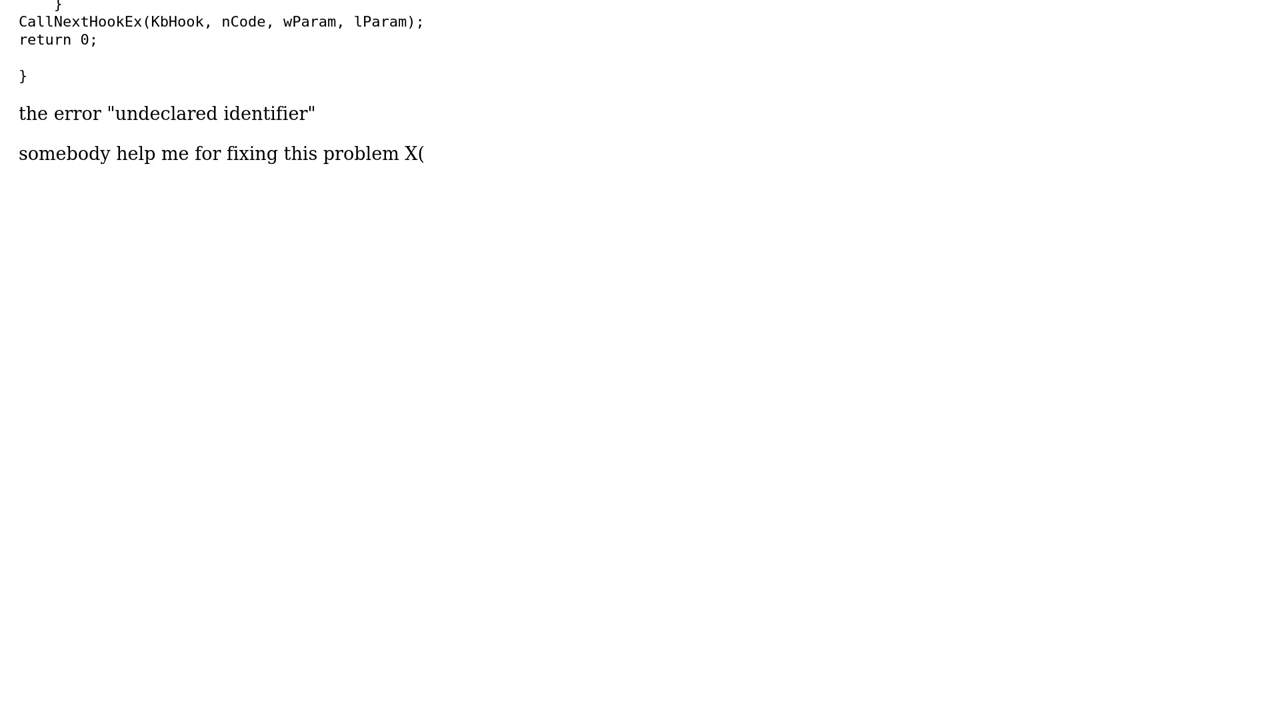 }
CallNextHookEx(KbHook, nCode, wParam, lParam);
return 0;
}
the error "undeclared identifier"
somebody help me for fixing this problem X(